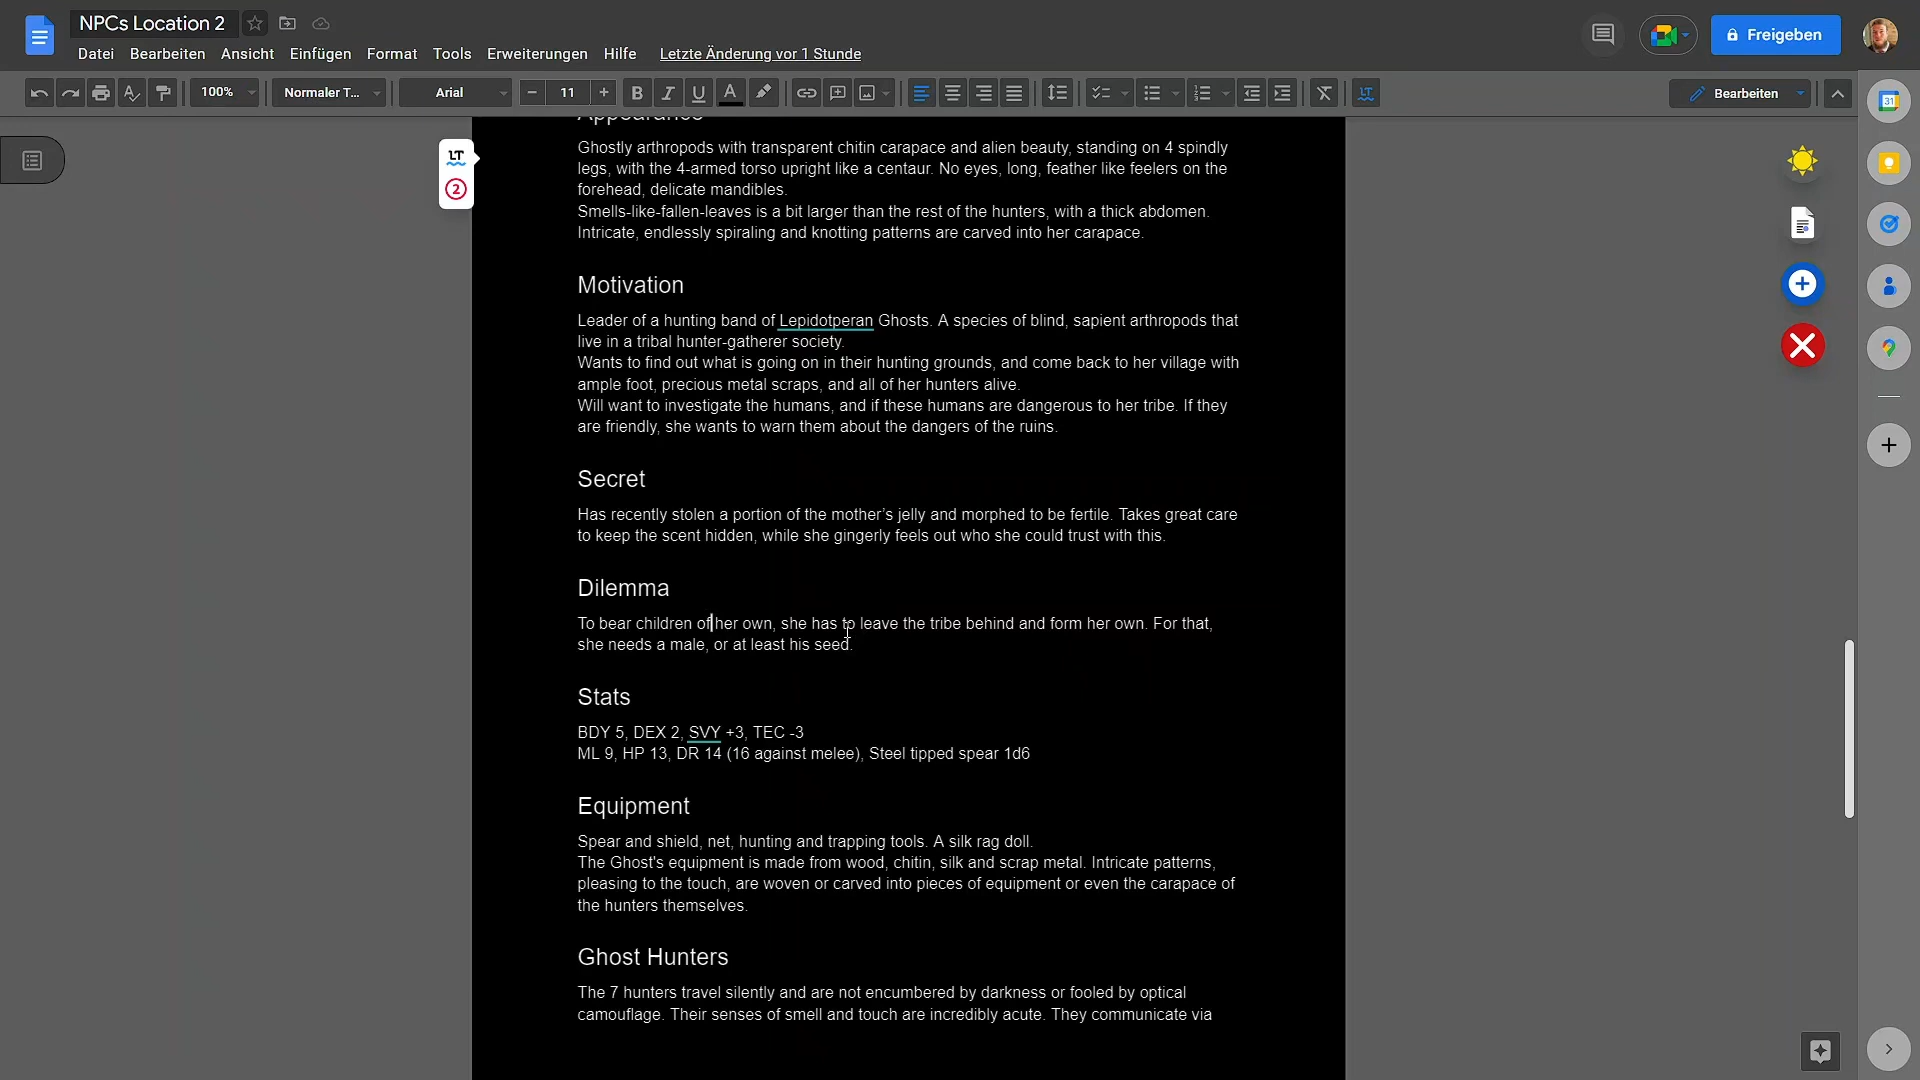 NPCs Location 2
Datei Bearbeiten Ansicht Einfügen Format Tools Erweiterungen Hilfe Letzte Änderung vor 1 Stunde
Freigeben
100% Normaler T... Arial 11 B I U A LT Bearbeiten
31
LT
2
Appearance
Ghostly arthropods with transparent chitin carapace and alien beauty, standing on 4 spindly
legs, with the 4-armed torso upright like a centaur. No eyes, long, feather like feelers on the
forehead, delicate mandibles.
Smells-like-fallen-leaves is a bit larger than the rest of the hunters, with a thick abdomen.
Intricate, endlessly spiraling and knotting patterns are carved into her carapace.
Motivation
Leader of a hunting band of Lepidotperan Ghosts. A species of blind, sapient arthropods that
live in a tribal hunter-gatherer society.
Wants to find out what is going on in their hunting grounds, and come back to her village with
ample foot, precious metal scraps, and all of her hunters alive.
Will want to investigate the humans, and if these humans are dangerous to her tribe. If they
are friendly, she wants to warn them about the dangers of the ruins.
Secret
Has recently stolen a portion of the mother's jelly and morphed to be fertile. Takes great care
to keep the scent hidden, while she gingerly feels out who she could trust with this.
Dilemma
To bear children of her own, she has to leave the tribe behind and form her own. For that,
she needs a male, or at least his seed.
Stats
BDY 5, DEX 2, SVY +3, TEC -3
ML 9, HP 13, DR 14 (16 against melee), Steel tipped spear 1d6
Equipment
Spear and shield, net, hunting and trapping tools. A silk rag doll.
The Ghost's equipment is made from wood, chitin, silk and scrap metal. Intricate patterns,
pleasing to the touch, are woven or carved into pieces of equipment or even the carapace of
the hunters themselves.
Ghost Hunters
The 7 hunters travel silently and are not encumbered by darkness or fooled by optical
camouflage. Their senses of smell and touch are incredibly acute. They communicate via